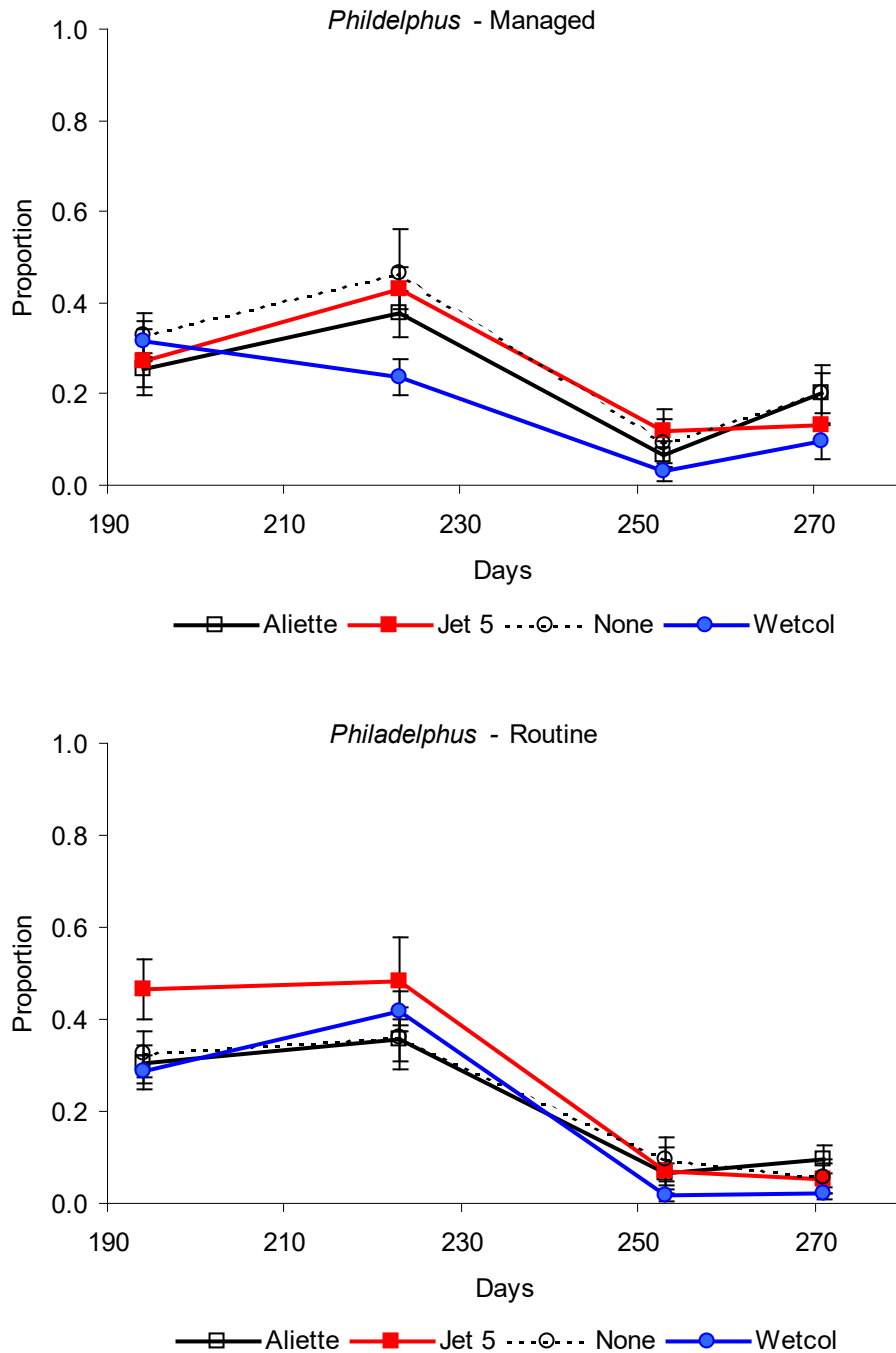 Phildelphus - Managed
1.0
0.8
0.6
0.4
0.2
0.0
Proportion
190 210 230 250 270
Days
Aliette Jet 5 None Wetcol
Philadelphus - Routine
1.0
0.8
0.6
0.4
0.2
0.0
Proportion
190 210 230 250 270
Days
Aliette Jet 5 None Wetcol